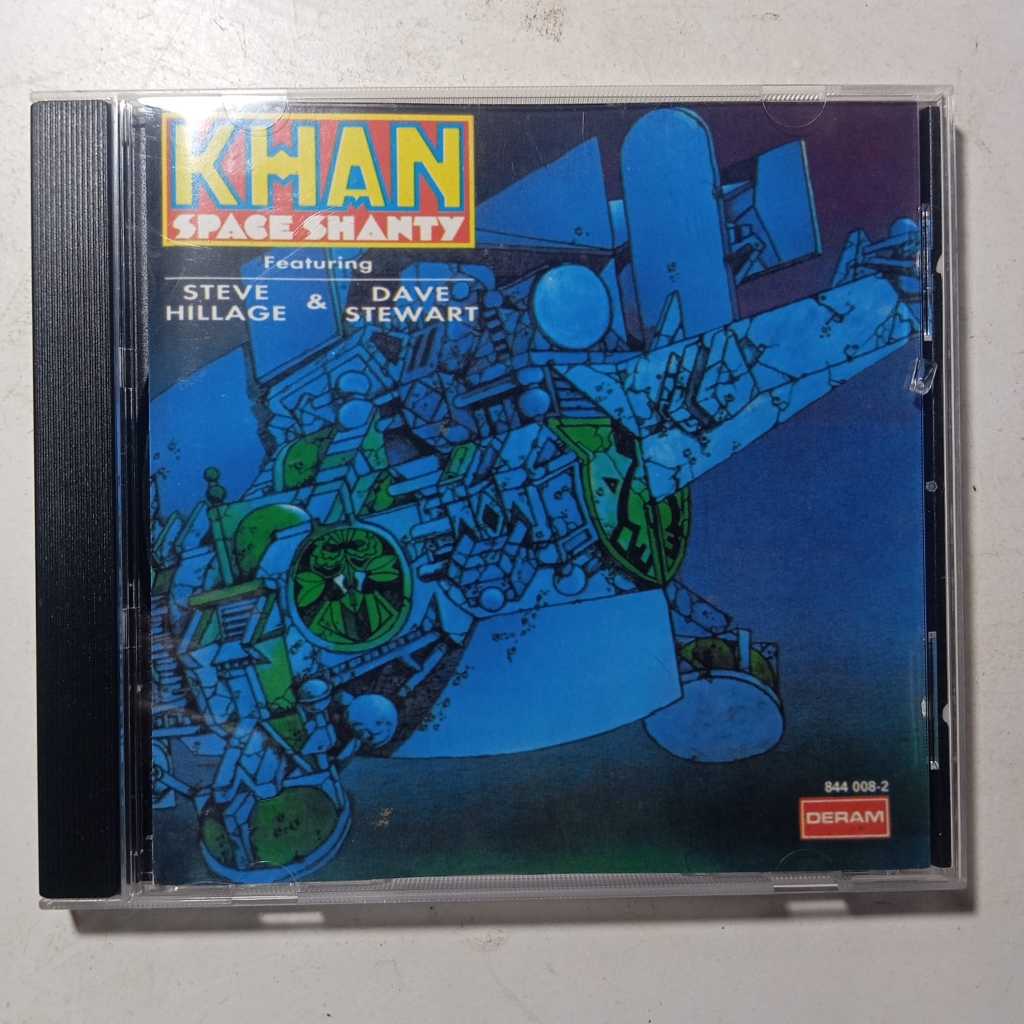 KHAN
SPACE SHANTY
Featuring
STEVE HILLAGE & DAVE STEWART
844 008-2
DERAM